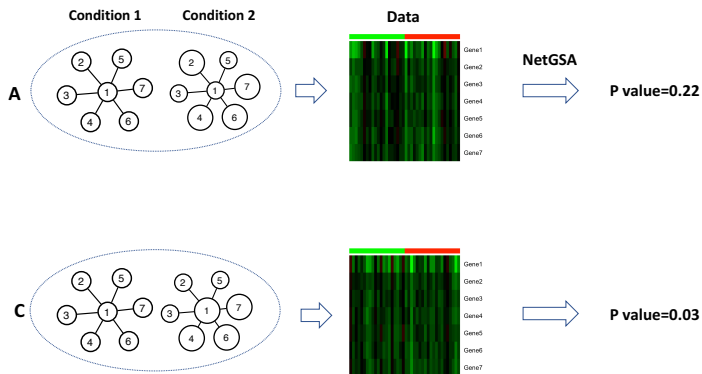 Condition 1
Condition 2
Data
NetGSA
A
2
5
3
1
7
4
6
2
5
3
1
7
4
6
Gene1
Gene2
Gene3
Gene4
Gene5
Gene6
Gene7
P value=0.22
C
2
5
3
1
7
4
6
2
5
3
1
7
4
6
Gene1
Gene2
Gene3
Gene4
Gene5
Gene6
Gene7
P value=0.03